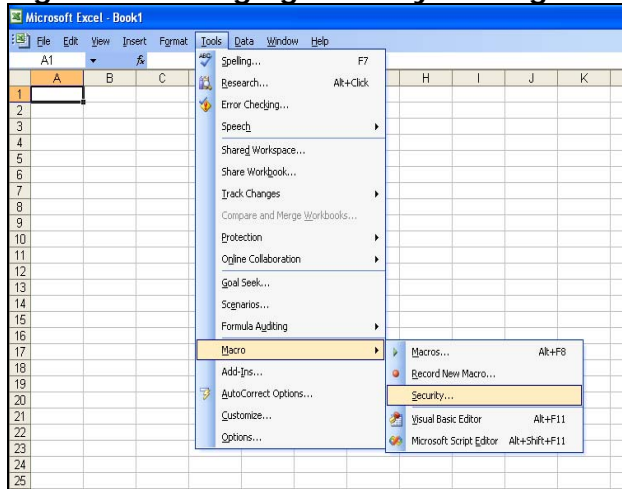 Microsoft Excel - Book1
File Edit View Insert Format Tools Data Window Help
A1 fx
A B C H I J K
Spelling... F7
Research... Alt+Click
Error Checking...
Speech
Shared Workspace...
Share Workbook...
Track Changes
Compare and Merge Workbooks...
Protection
Online Collaboration
Goal Seek...
Scenarios...
Formula Auditing
Macro
Add-Ins...
AutoCorrect Options...
Customize...
Options...
Macros... Alt+F8
Record New Macro...
Security...
Visual Basic Editor Alt+F11
Microsoft Script Editor Alt+Shift+F11
1
2
3
4
5
6
7
8
9
10
11
12
13
14
15
16
17
18
19
20
21
22
23
24
25